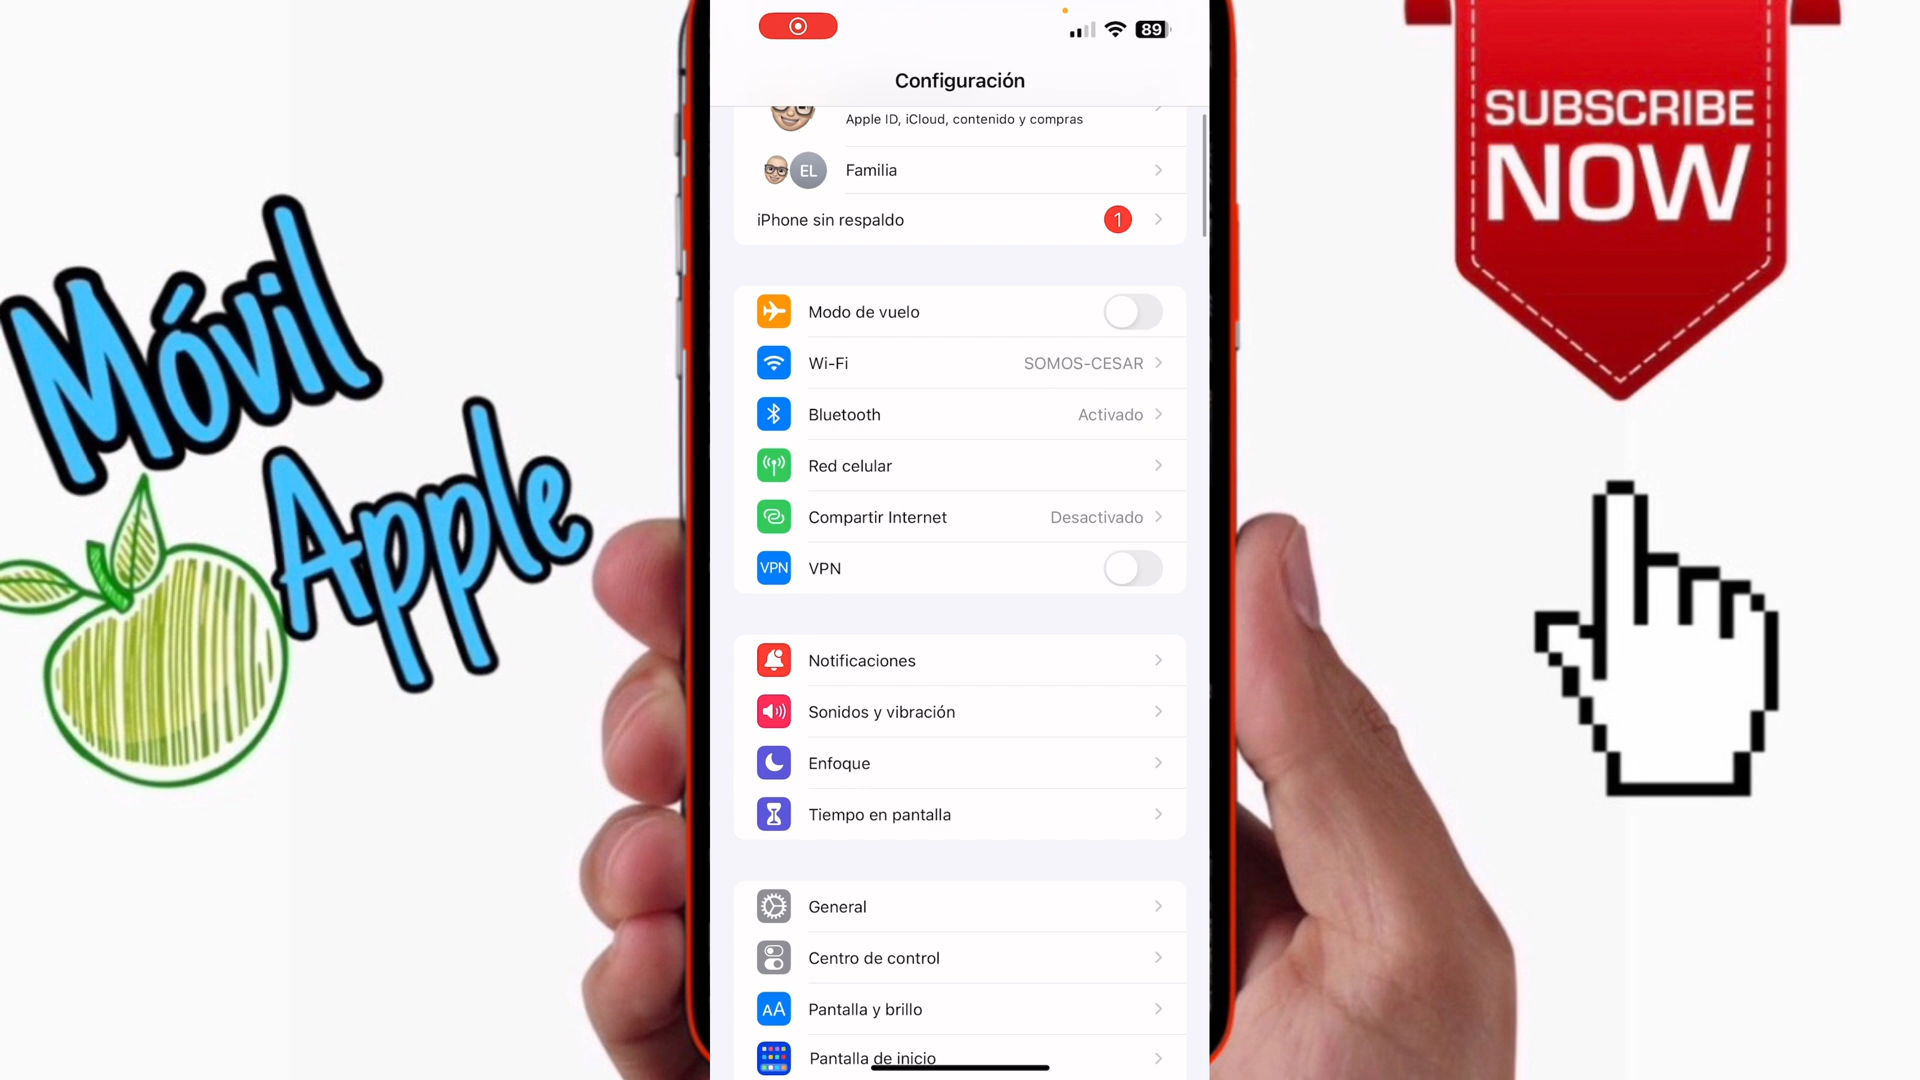 89
Configuración
Apple ID, iCloud, contenido y compras
EL
Familia
iPhone sin respaldo
1
Modo de vuelo
Wi-Fi
SOMOS-CESAR
Bluetooth
Activado
Red celular
Compartir Internet
Desactivado
VPN
VPN
Notificaciones
Sonidos y vibración
Enfoque
Tiempo en pantalla
General
Centro de control
AA
Pantalla y brillo
Pantalla de inicio
Móvil
Apple
SUBSCRIBE
NOW